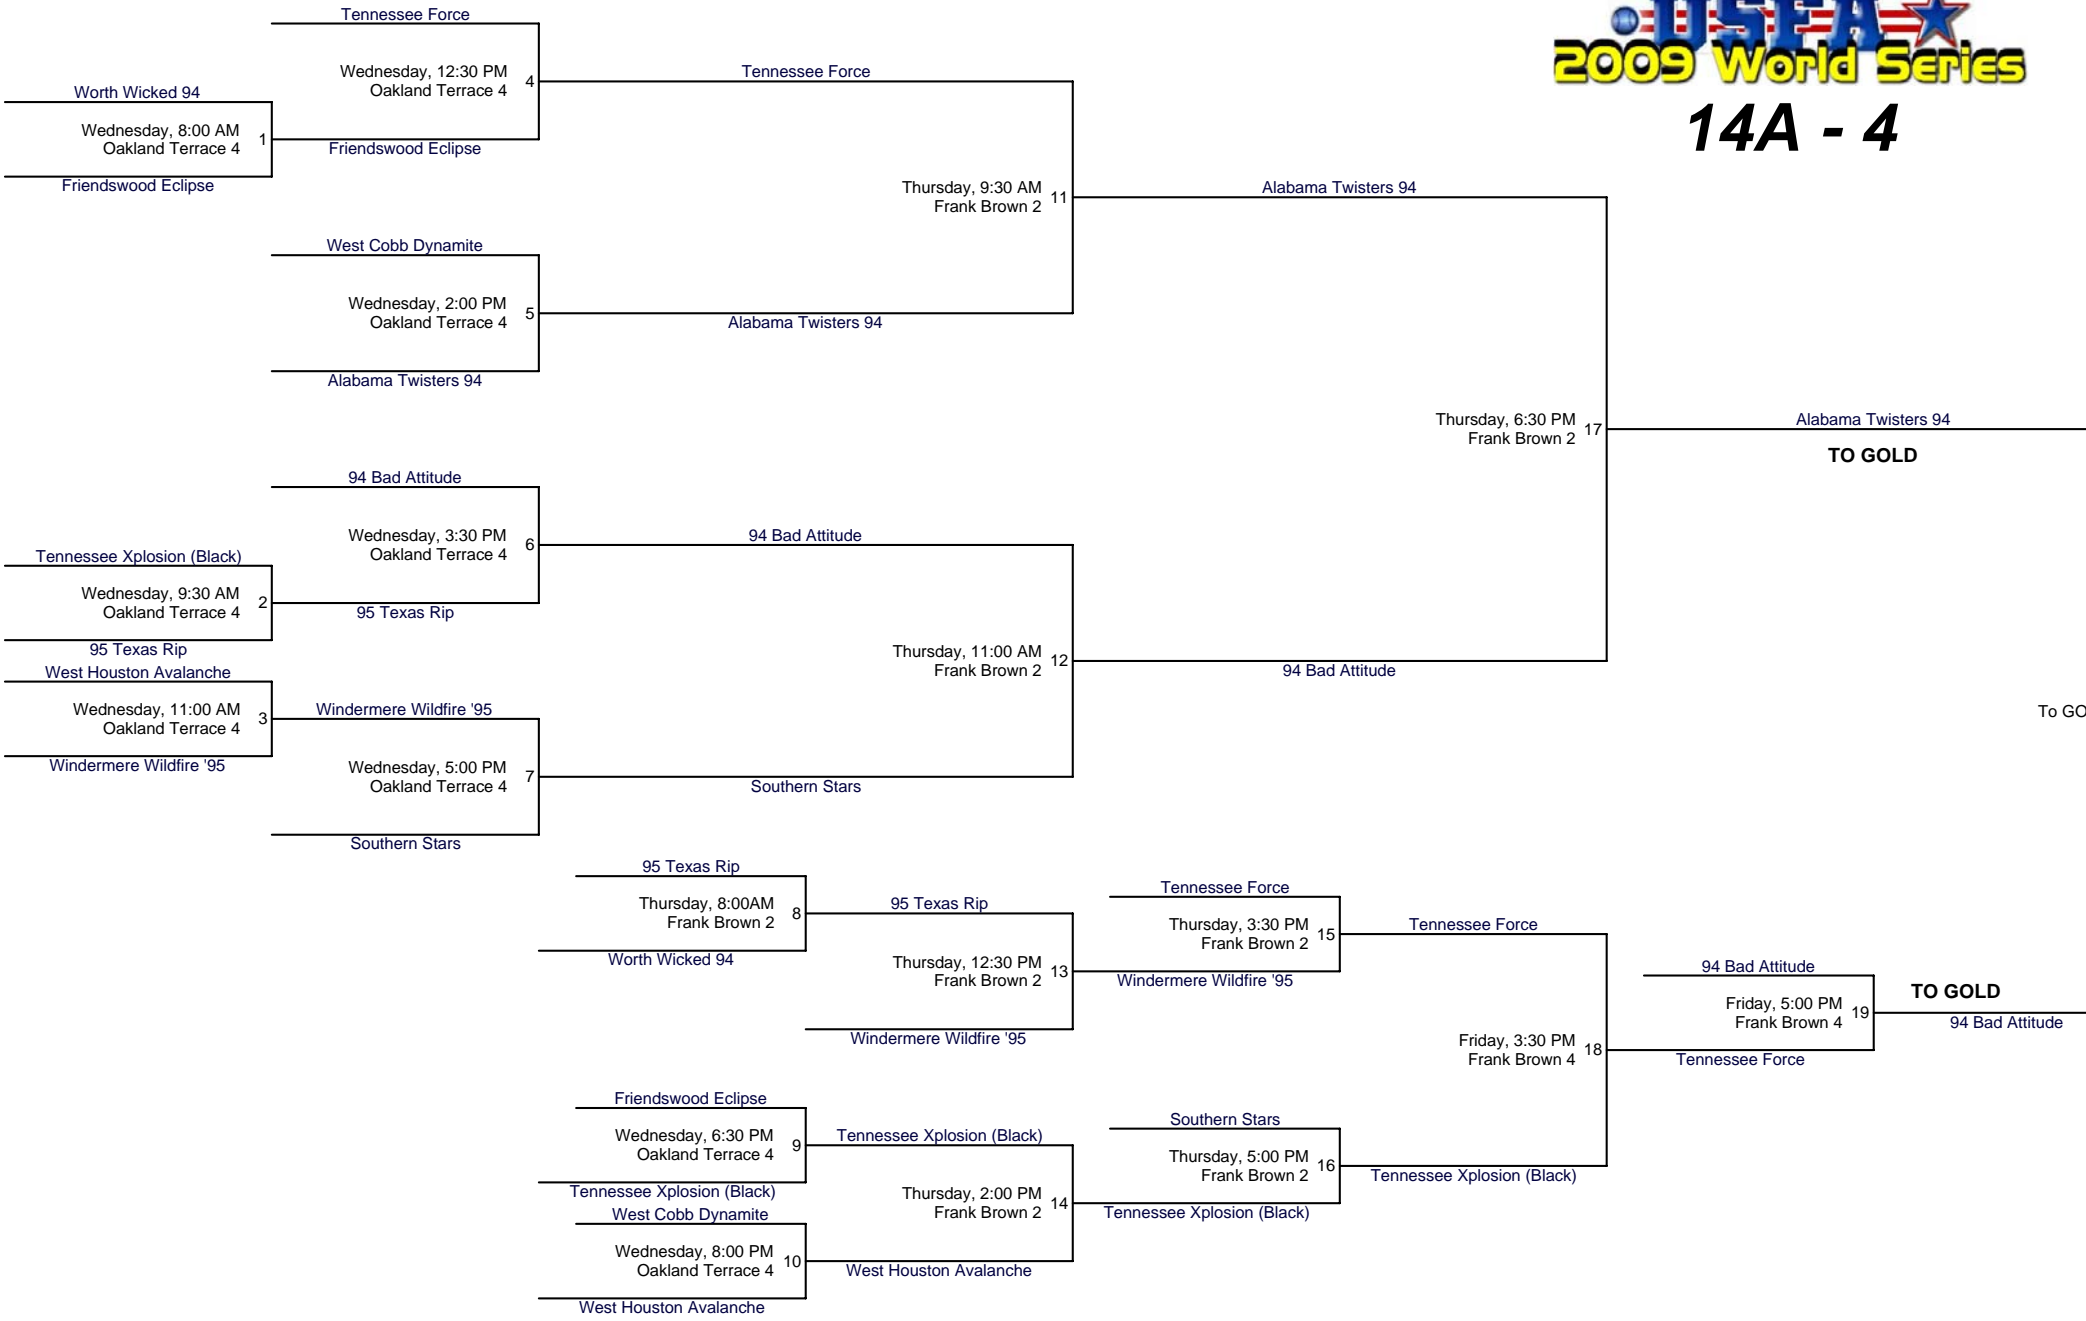 USFA
2009 World Series
14A - 4
Tennessee Force
Wednesday, 12:30 PM
Oakland Terrace 4
4
Tennessee Force
Worth Wicked 94
Wednesday, 8:00 AM
Oakland Terrace 4
1
Friendswood Eclipse
Friendswood Eclipse
Thursday, 9:30 AM
Frank Brown 2
11
Alabama Twisters 94
West Cobb Dynamite
Wednesday, 2:00 PM
Oakland Terrace 4
5
Alabama Twisters 94
Alabama Twisters 94
Thursday, 6:30 PM
Frank Brown 2
17
Alabama Twisters 94
TO GOLD
94 Bad Attitude
Wednesday, 3:30 PM
Oakland Terrace 4
6
94 Bad Attitude
Tennessee Xplosion (Black)
Wednesday, 9:30 AM
Oakland Terrace 4
2
95 Texas Rip
95 Texas Rip
Thursday, 11:00 AM
Frank Brown 2
12
94 Bad Attitude
West Houston Avalanche
Wednesday, 11:00 AM
Oakland Terrace 4
3
Windermere Wildfire '95
Windermere Wildfire '95
To GO
Wednesday, 5:00 PM
Oakland Terrace 4
7
Southern Stars
Southern Stars
95 Texas Rip
Thursday, 8:00AM
Frank Brown 2
8
95 Texas Rip
Worth Wicked 94
Thursday, 12:30 PM
Frank Brown 2
13
Windermere Wildfire '95
Tennessee Force
Thursday, 3:30 PM
Frank Brown 2
15
Tennessee Force
Windermere Wildfire '95
94 Bad Attitude
Friday, 5:00 PM
Frank Brown 4
19
TO GOLD
94 Bad Attitude
Friday, 3:30 PM
Frank Brown 4
18
Tennessee Force
Friendswood Eclipse
Wednesday, 6:30 PM
Oakland Terrace 4
9
Tennessee Xplosion (Black)
Tennessee Xplosion (Black)
Southern Stars
Thursday, 5:00 PM
Frank Brown 2
16
Tennessee Xplosion (Black)
Thursday, 2:00 PM
Frank Brown 2
14
Tennessee Xplosion (Black)
West Cobb Dynamite
Wednesday, 8:00 PM
Oakland Terrace 4
10
West Houston Avalanche
West Houston Avalanche